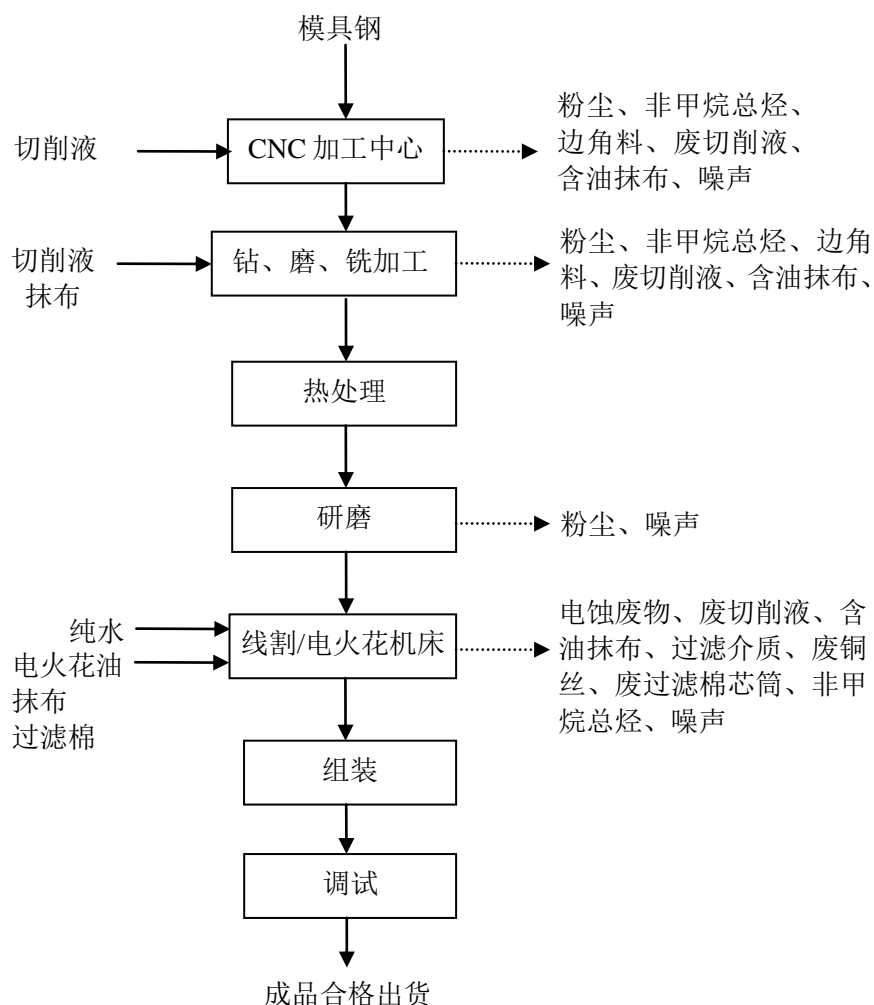 模具钢
切削液
CNC 加工中心
粉尘、非甲烷总烃、
边角料、废切削液、
含油抹布、噪声
切削液
抹布
钻、磨、铣加工
粉尘、非甲烷总烃、边角
料、废切削液、含油抹布、
噪声
热处理
研磨
粉尘、噪声
纯水
电火花油
抹布
过滤棉
线割/电火花机床
电蚀废物、废切削液、含
油抹布、过滤介质、废铜
丝、废过滤棉芯筒、非甲
烷总烃、噪声
组装
调试
成品合格出货